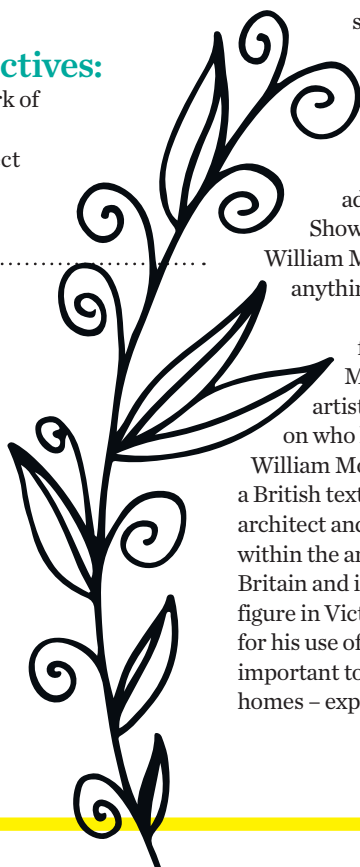 ctives:
rk of
ct
s
ad
Show
William M
anythin
f
M
artist
on who
William Mo
a British text
architect and
within the ar
Britain and i
figure in Vict
for his use of
important to
homes – exp